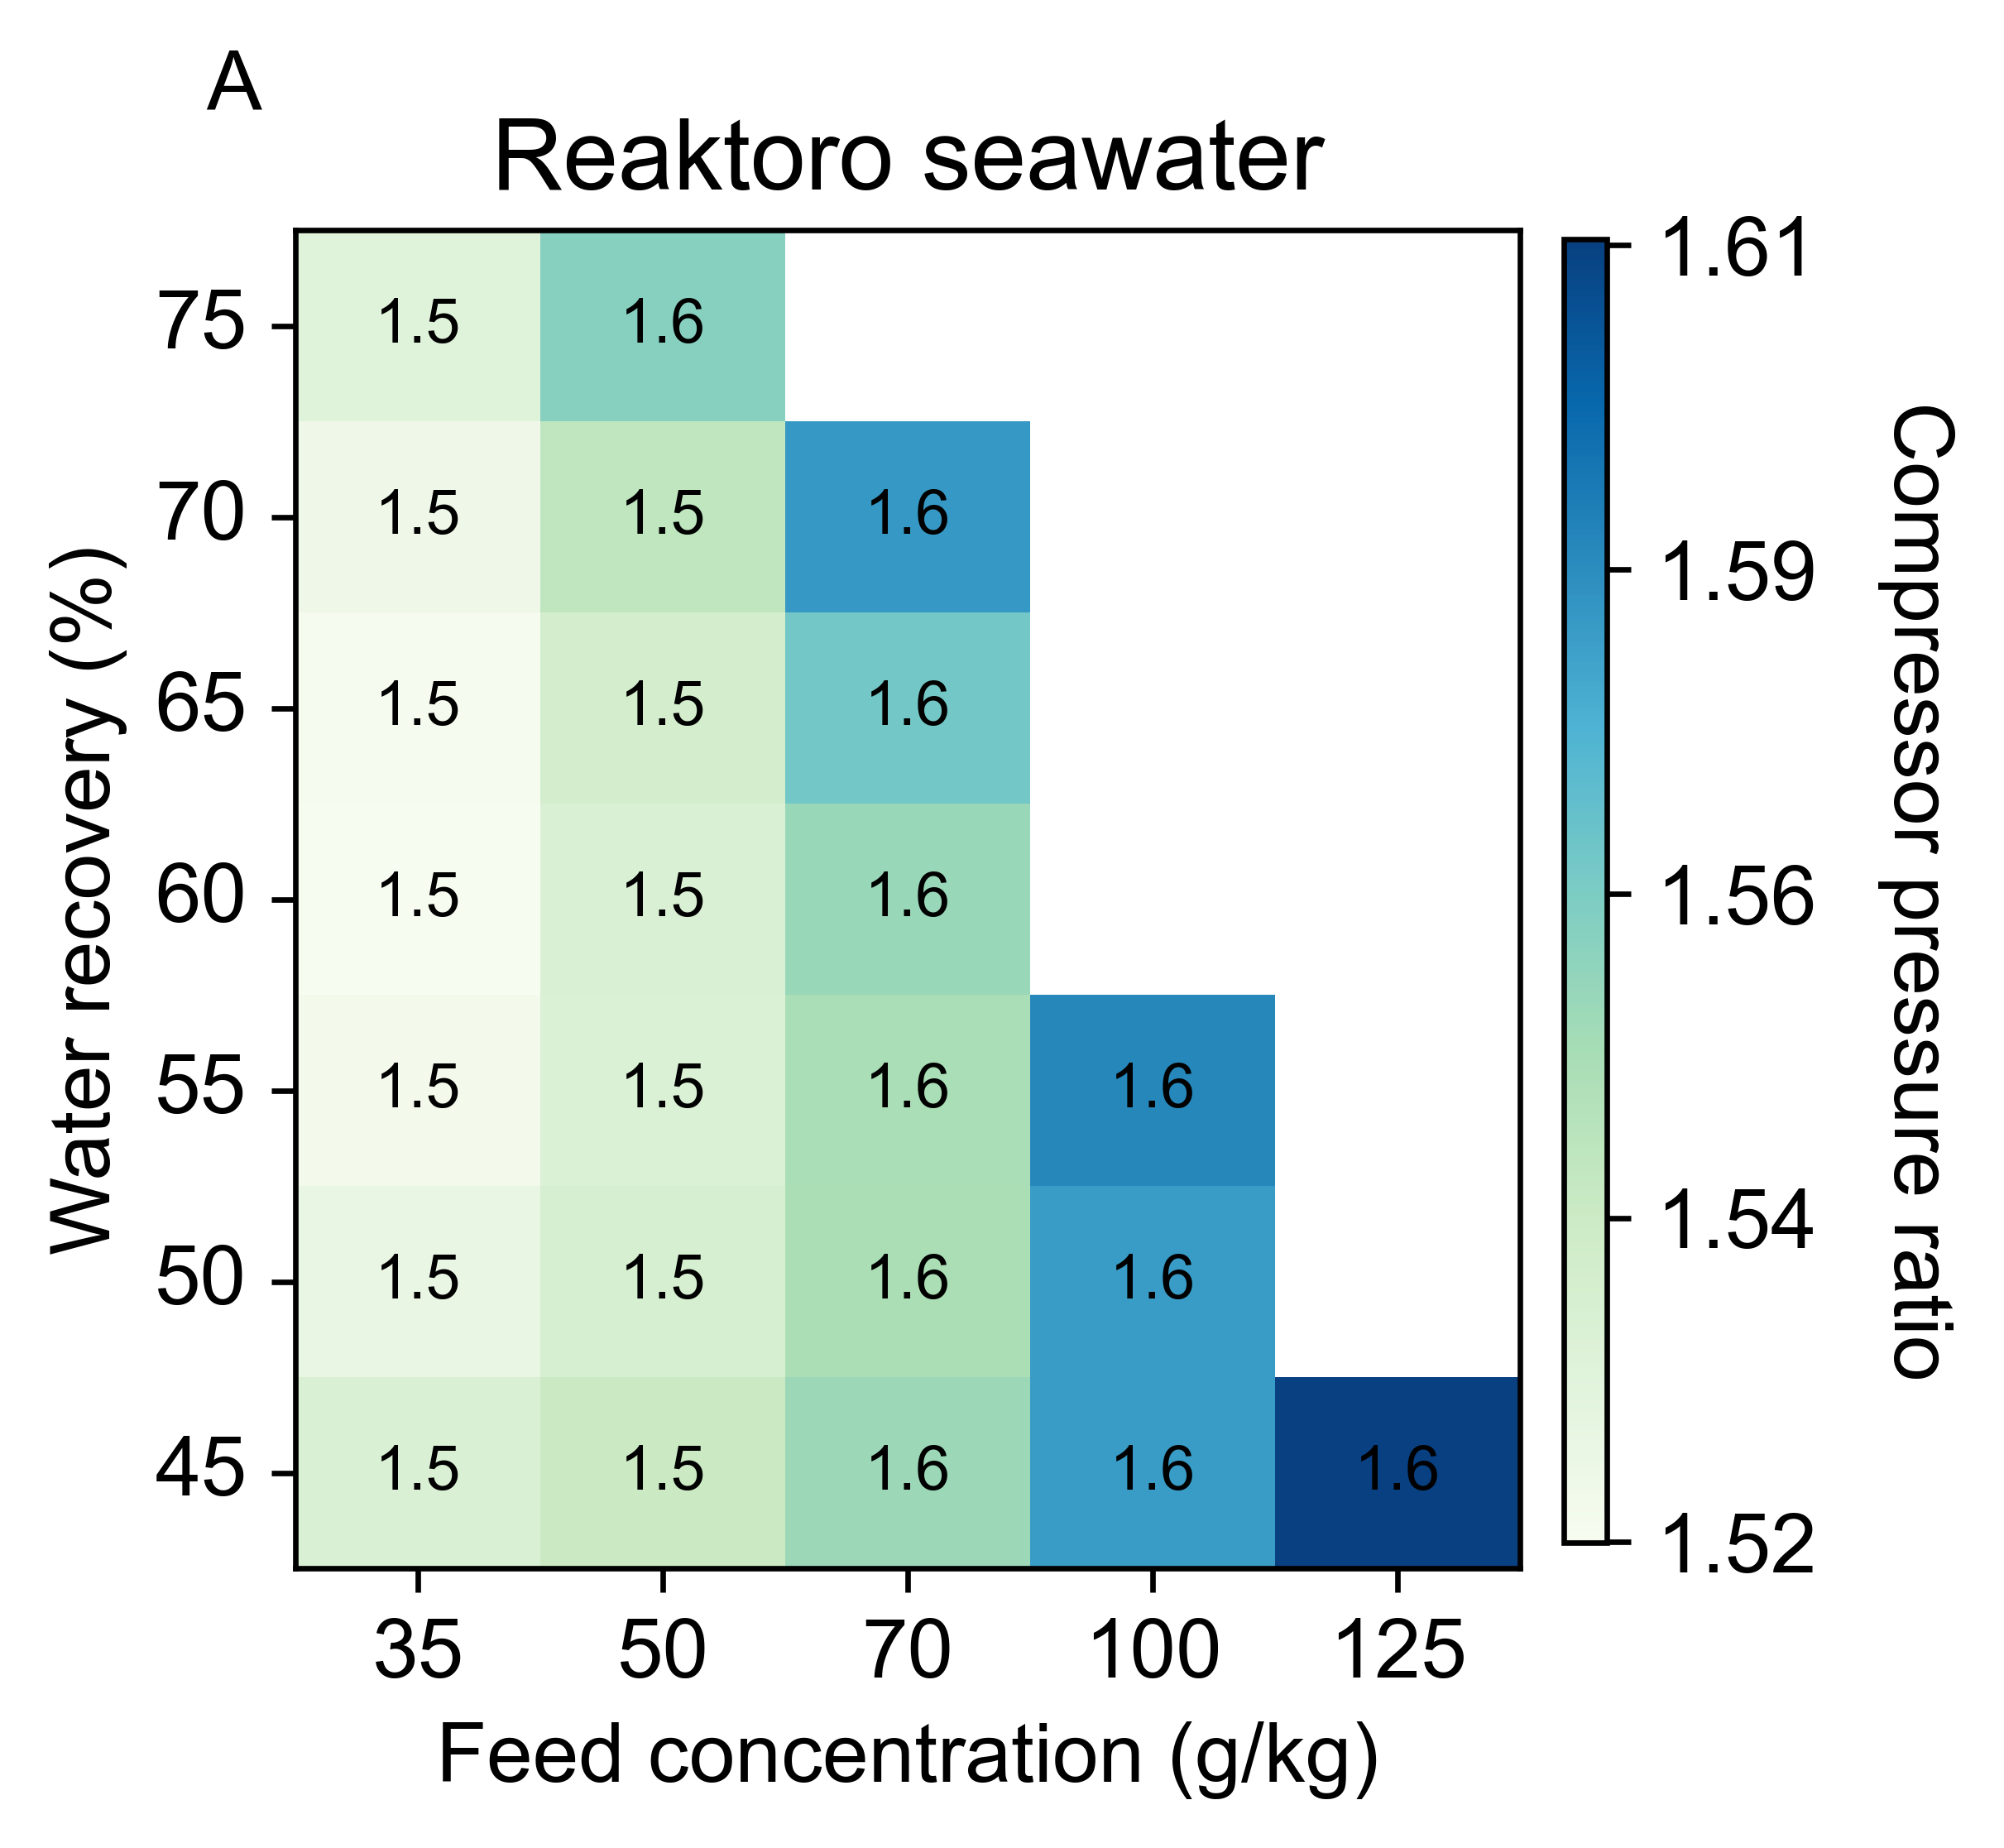 A
Reaktoro seawater
75 1.5 1.6
70 1.5 1.5 1.6
65 1.5 1.5 1.6
60 1.5 1.5 1.6
55 1.5 1.5 1.6 1.6
50 1.5 1.5 1.6 1.6
45 1.5 1.5 1.6 1.6 1.6
35 50 70 100 125
Feed concentration (g/kg)
Water recovery (%)
1.61
1.59
1.56
1.54
1.52
Compressor pressure ratio